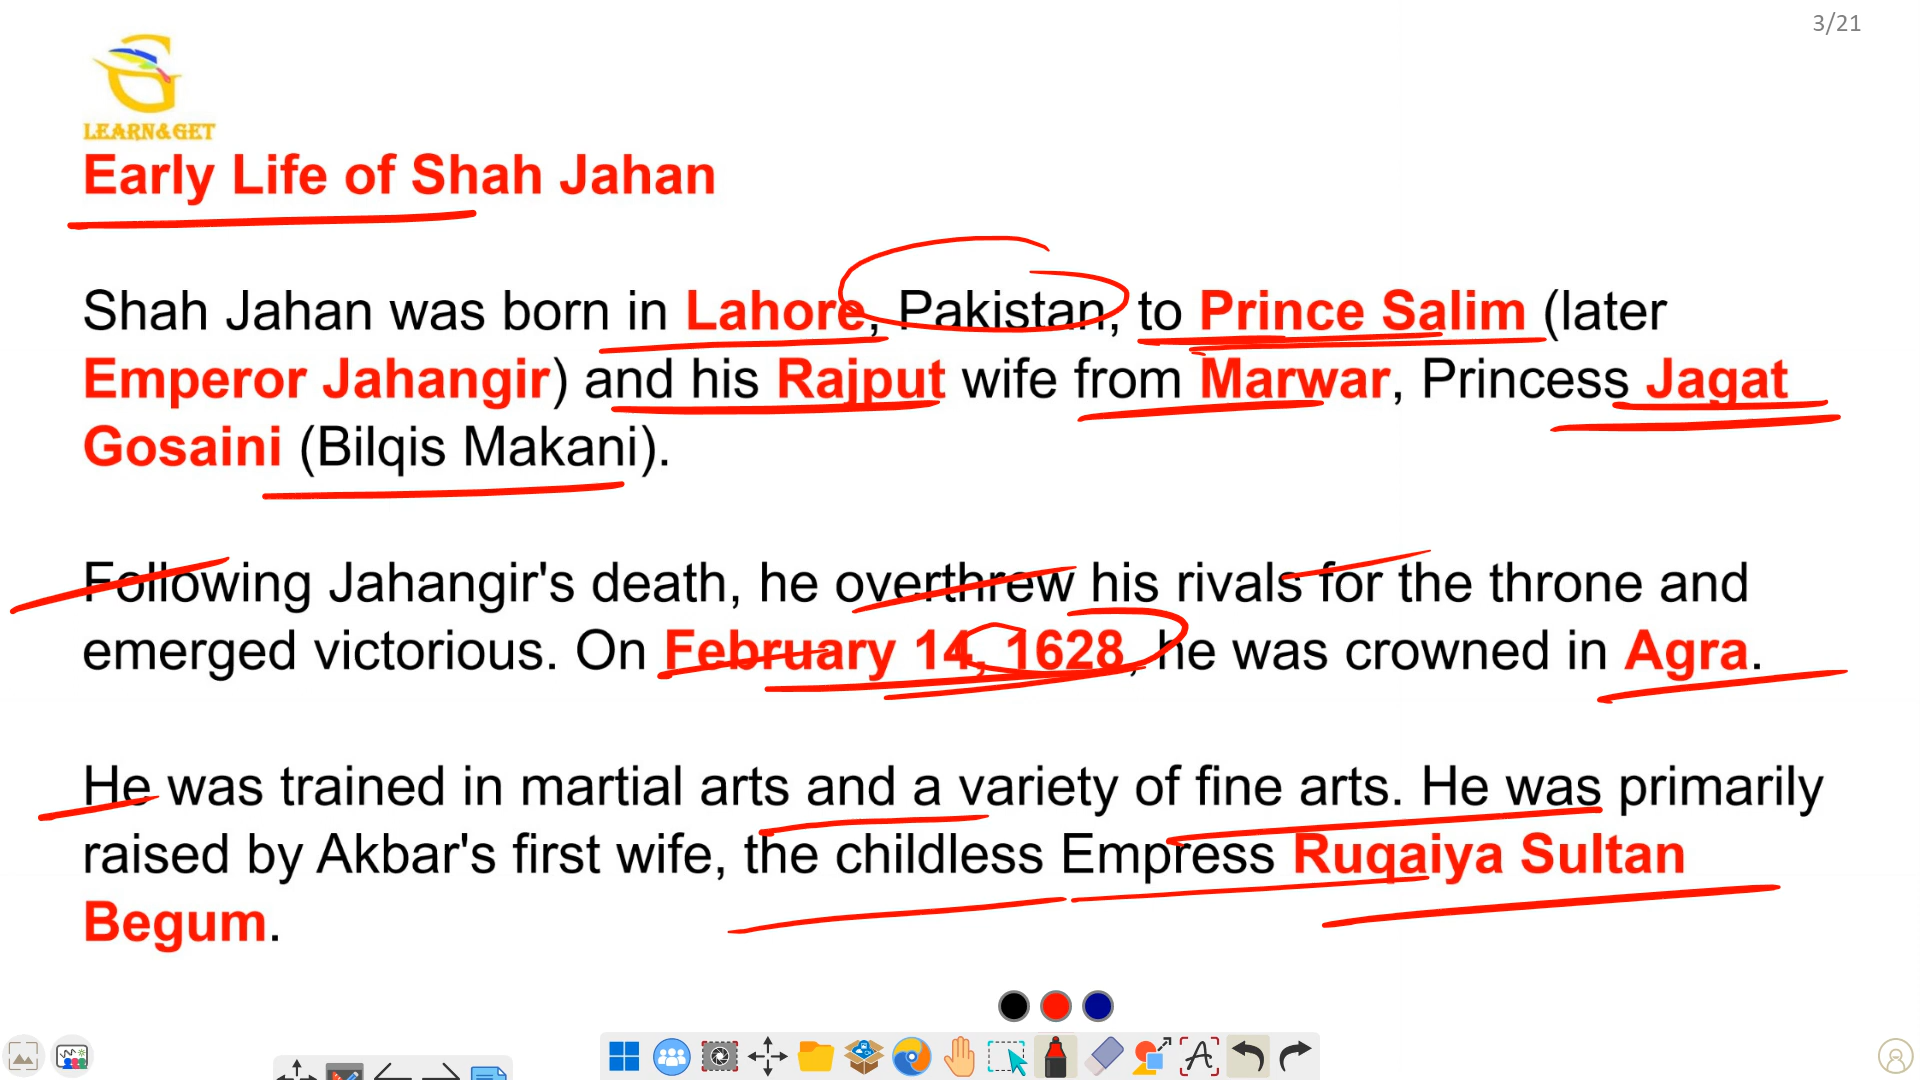 3/21
LEARN&GET
Early Life of Shah Jahan
Shah Jahan was born in Lahore, Pakistan, to Prince Salim (later
Emperor Jahangir) and his Rajput wife from Marwar, Princess Jagat
Gosaini (Bilqis Makani).
Following Jahangir's death, he overthrew his rivals for the throne and
emerged victorious. On February 14, 1628, he was crowned in Agra.
He was trained in martial arts and a variety of fine arts. He was primarily
raised by Akbar's first wife, the childless Empress Ruqaiya Sultan
Begum.